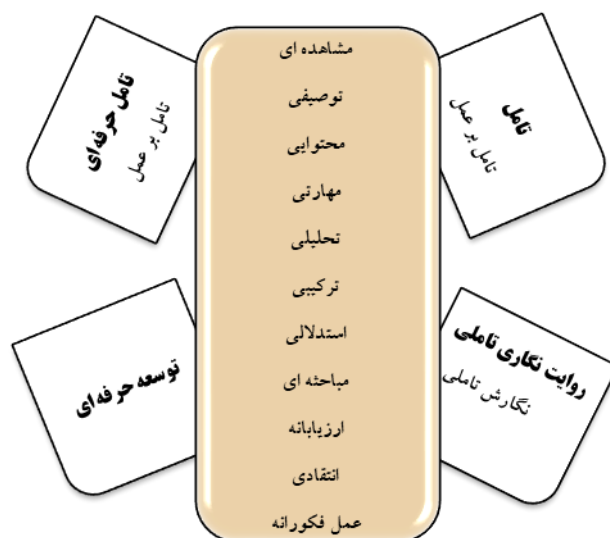 تامل
تامل بر عمل
روایت نگاری تاملی
نگارش تاملی
مشاهده ای
توصیفی
محتوایی
مهارتی
تحلیلی
ترکیبی
استدلالی
مباحثه ای
ارزیابانه
انتقادی
عمل فکورانه
تامل حرفه ای
تامل بر عمل
توسعه حرفه ای